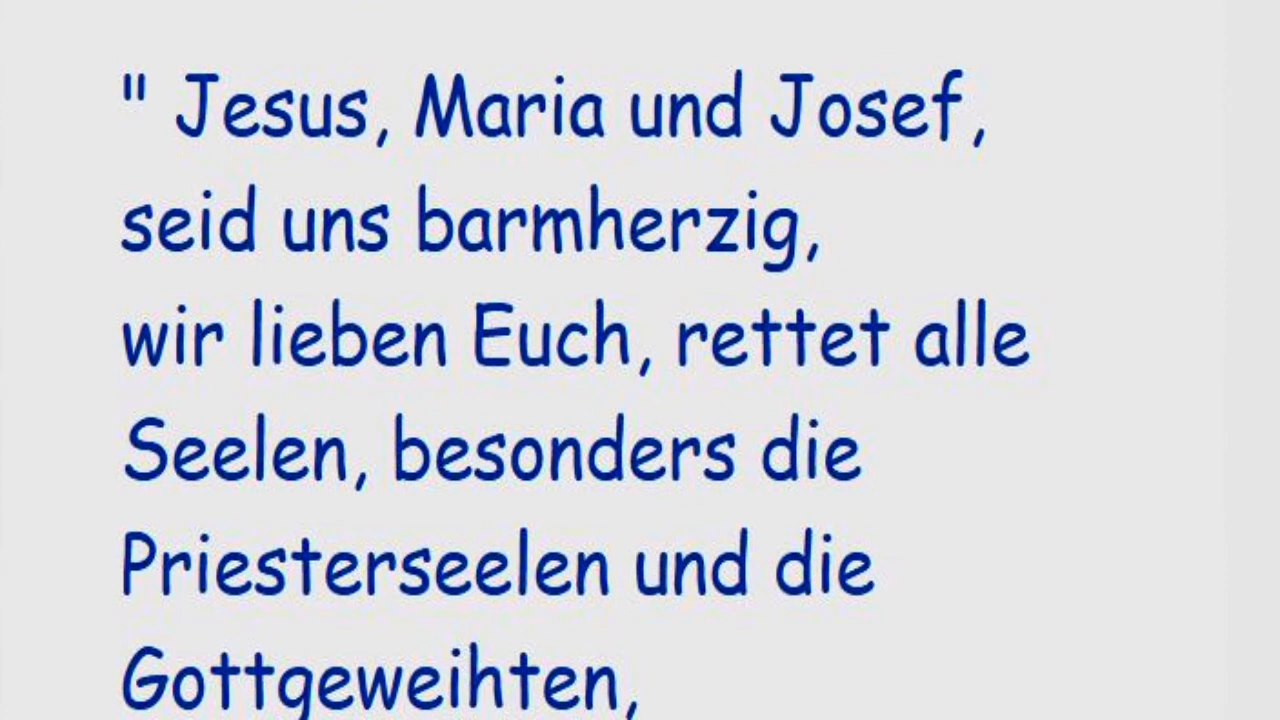 " Jesus, Maria und Josef,
seid uns barmherzig,
wir lieben Euch, rettet alle
Seelen, besonders die
Priesterseelen und die
Gottgeweihten,